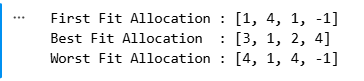 First Fit Allocation : [1, 4, 1, -1]
Best Fit Allocation  : [3, 1, 2, 4]
Worst Fit Allocation : [4, 1, 4, -1]